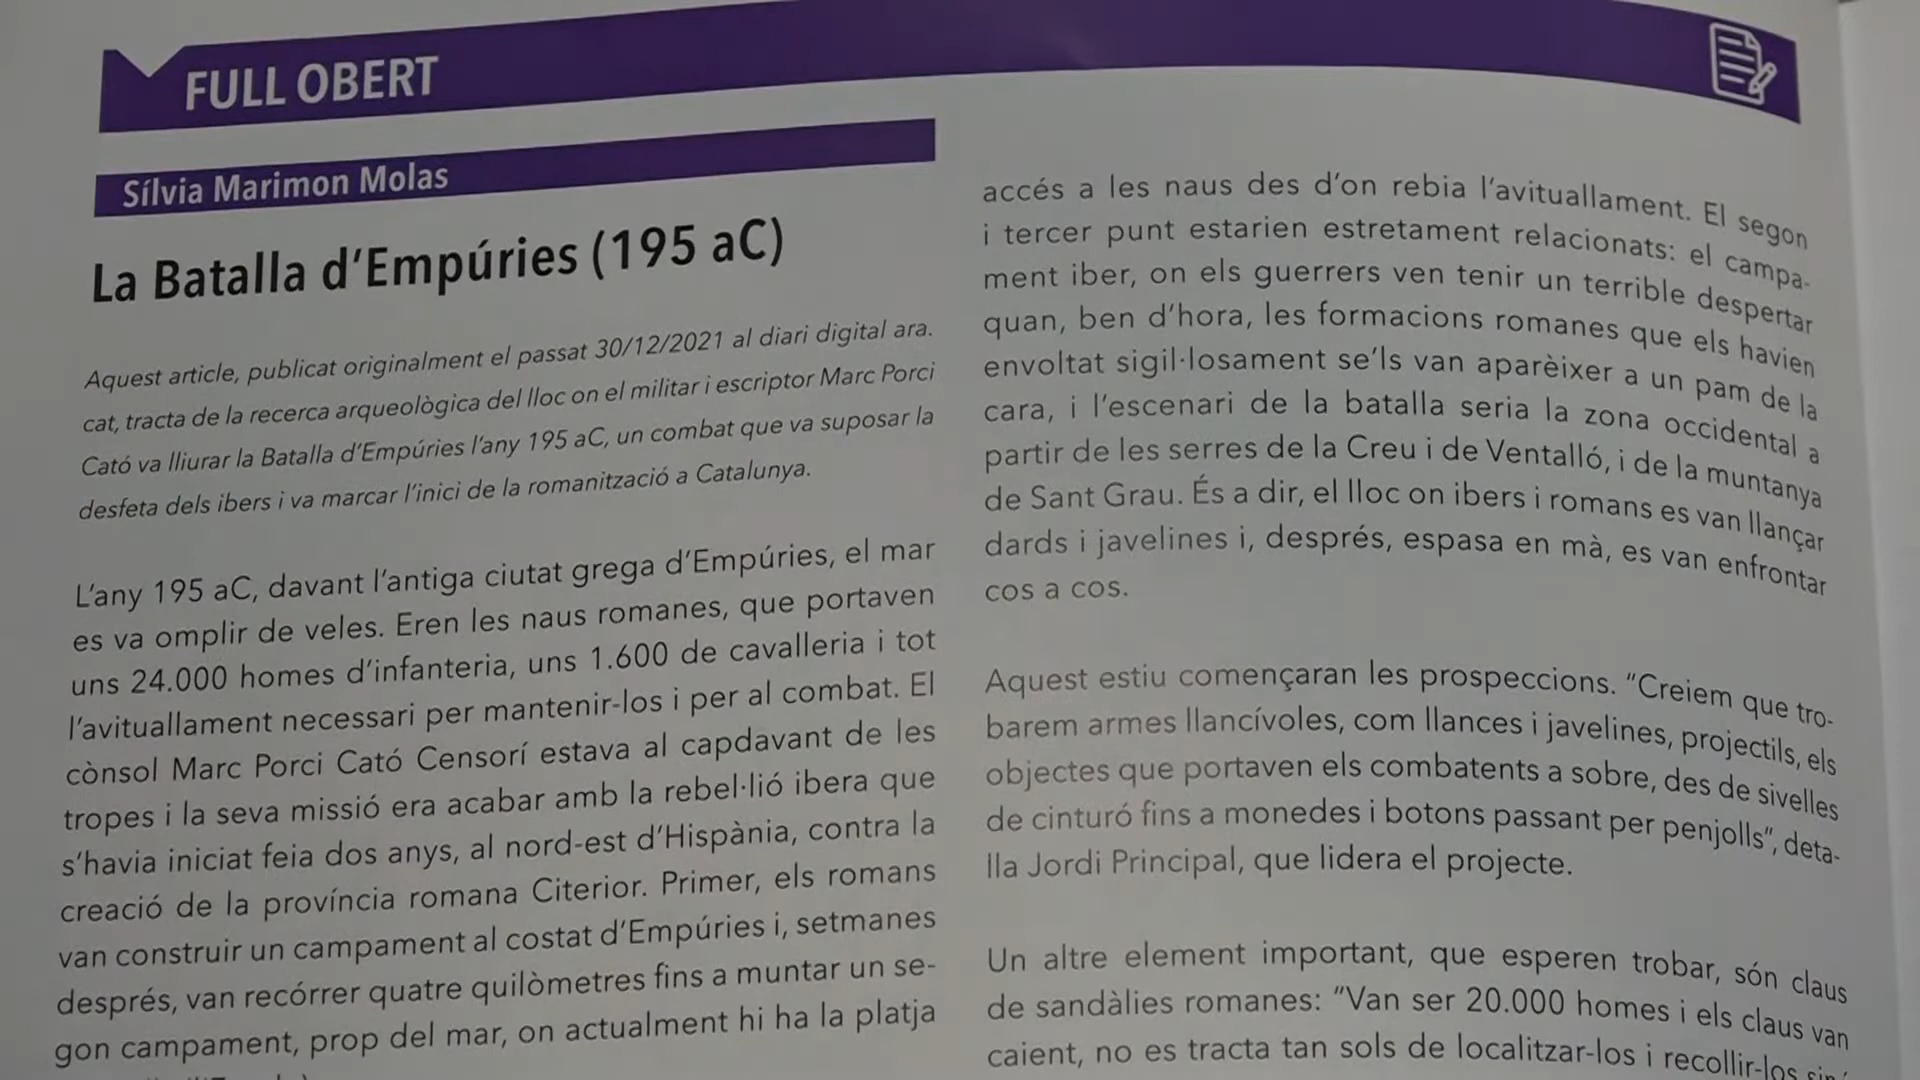 FULL OBERT
Sílvia Marimon Molas
La Batalla d'Empúries (195 aC)
Aquest article, publicat originalment el passat 30/12/2021 al diari digital ara.
cat, tracta de la recerca arqueològica del lloc on el militar i escriptor Marc Porci
Cató va lliurar la Batalla d'Empúries l'any 195 aC, un combat que va suposar la
desfeta dels ibers i va marcar l'inici de la romanització a Catalunya.
L'any 195 aC, davant l'antiga ciutat grega d'Empúries, el mar
es va omplir de veles. Eren les naus romanes, que portaven
uns 24.000 homes d'infanteria, uns 1.600 de cavalleria i tot
l'avituallament necessari per mantenir-los i per al combat. El
cònsol Marc Porci Cató Censorí estava al capdavant de les
tropes i la seva missió era acabar amb la rebel·lió ibera que
s'havia iniciat feia dos anys, al nord-est d'Hispània, contra la
creació de la província romana Citerior. Primer, els romans
van construir un campament al costat d'Empúries i, setmanes
després, van recórrer quatre quilòmetres fins a muntar un se-
gon campament, prop del mar, on actualment hi ha la platja
accés a les naus des d'on rebia l'avituallament. El segon
i tercer punt estarien estretament relacionats: el campa-
ment iber, on els guerrers ven tenir un terrible despertar
quan, ben d'hora, les formacions romanes que els havien
envoltat sigil·losament se'ls van aparèixer a un pam de la
cara, i l'escenari de la batalla seria la zona occidental a
partir de les serres de la Creu i de Ventalló, i de la muntanya
de Sant Grau. És a dir, el lloc on ibers i romans es van llançar
dards i javelines i, després, espasa en mà, es van enfrontar
cos a cos.
Aquest estiu començaran les prospeccions. "Creiem que tro-
barem armes llancívoles, com llances i javelines, projectils, els
objectes que portaven els combatents a sobre, des de sivelles
de cinturó fins a monedes i botons passant per penjolls", deta-
lla Jordi Principal, que lidera el projecte.
Un altre element important, que esperen trobar, són claus
de sandàlies romanes: "Van ser 20.000 homes i els claus van
caient, no es tracta tan sols de localitzar-los i recollir-los